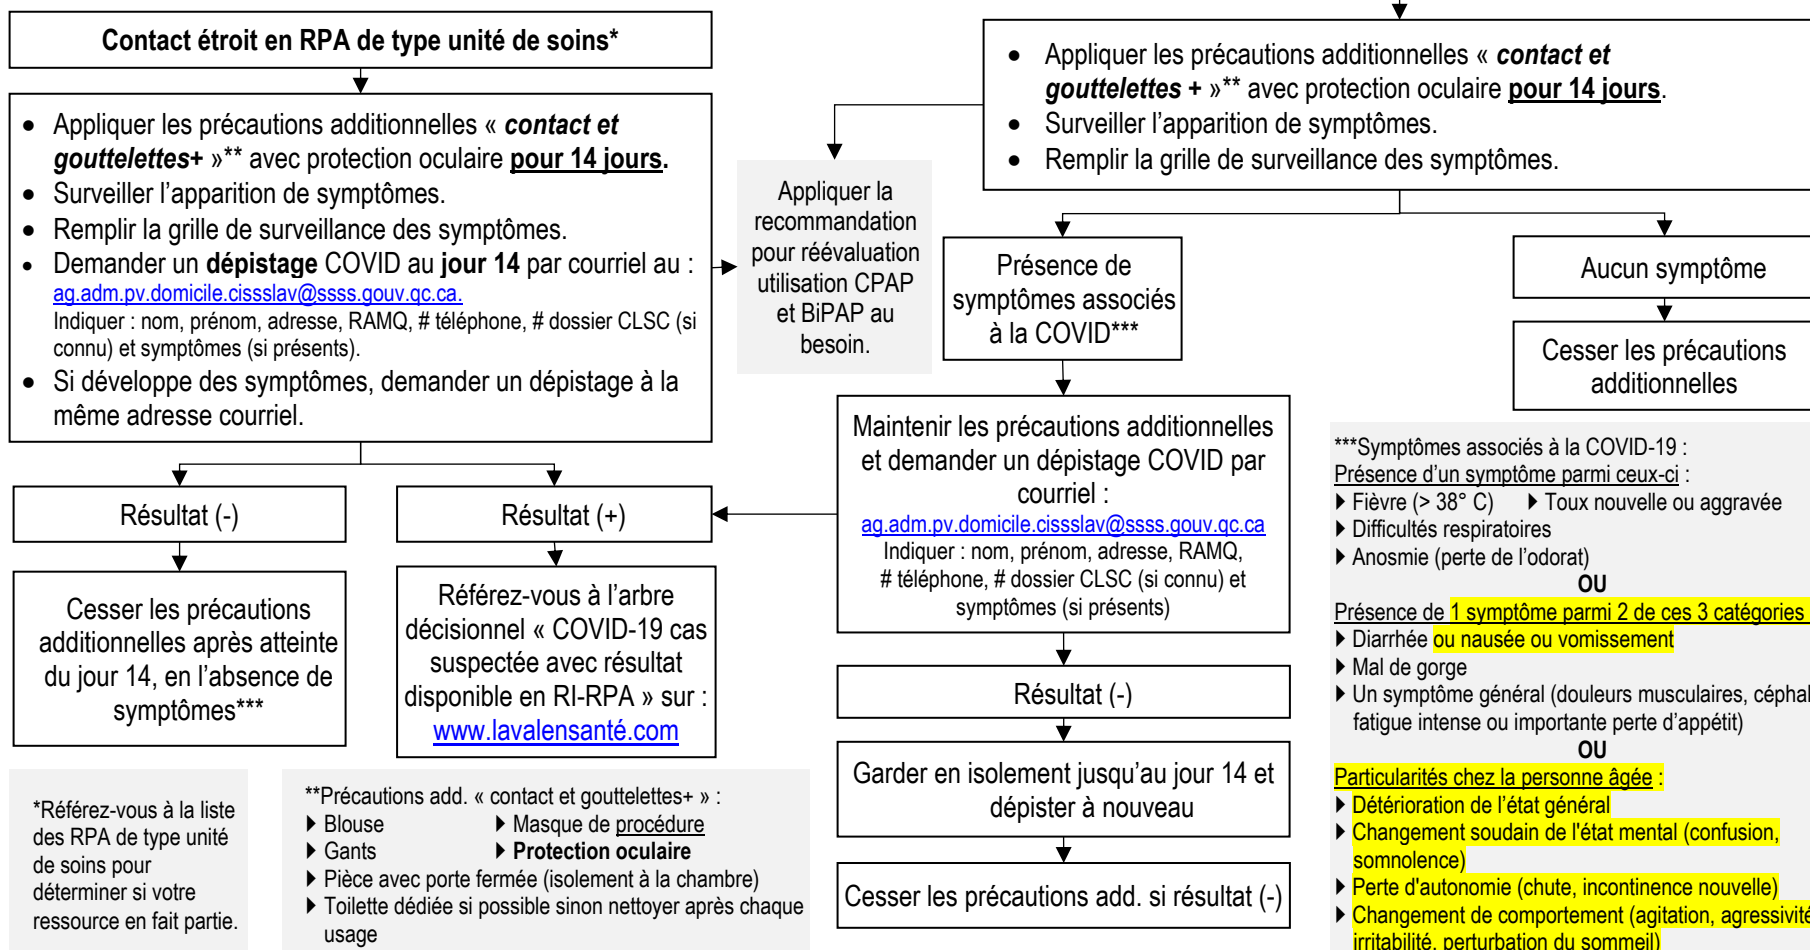 Contact étroit en RPA de type unité de soins*
• Appliquer les précautions additionnelles « contact et
gouttelettes+ »** avec protection oculaire pour 14 jours.
• Surveiller l’apparition de symptômes.
• Remplir la grille de surveillance des symptômes.
• Demander un dépistage COVID au jour 14 par courriel au :
ag.adm.pv.domicile.cissslav@ssss.gouv.qc.ca.
Indiquer : nom, prénom, adresse, RAMQ, # téléphone, # dossier CLSC (si
connu) et symptômes (si présents).
• Si développe des symptômes, demander un dépistage à la
même adresse courriel.
Résultat (-)
Cesser les précautions
additionnelles après atteinte
du jour 14, en l’absence de
symptômes***
Résultat (+)
Référez-vous à l’arbre
décisionnel « COVID-19 cas
suspectée avec résultat
disponible en RI-RPA » sur :
www.lavalensanté.com
Appliquer la
recommandation
pour réévaluation
utilisation CPAP
et BiPAP au
besoin.
• Appliquer les précautions additionnelles « contact et
gouttelettes + »** avec protection oculaire pour 14 jours.
• Surveiller l’apparition de symptômes.
• Remplir la grille de surveillance des symptômes.
Présence de
symptômes associés
à la COVID***
Maintenir les précautions additionnelles
et demander un dépistage COVID par
courriel :
ag.adm.pv.domicile.cissslav@ssss.gouv.qc.ca
Indiquer : nom, prénom, adresse, RAMQ,
# téléphone, # dossier CLSC (si connu) et
symptômes (si présents)
Résultat (-)
Garder en isolement jusqu’au jour 14 et
dépister à nouveau
Cesser les précautions add. si résultat (-)
Aucun symptôme
Cesser les précautions
additionnelles
*Référez-vous à la liste
des RPA de type unité
de soins pour
déterminer si votre
ressource en fait partie.
**Précautions add. « contact et gouttelettes+ » :
Blouse Masque de procédure
Gants Protection oculaire
Pièce avec porte fermée (isolement à la chambre)
Toilette dédiée si possible sinon nettoyer après chaque
usage
***Symptômes associés à la COVID-19 :
Présence d’un symptôme parmi ceux-ci :
Fièvre (> 38° C) Toux nouvelle ou aggravée
Difficultés respiratoires
Anosmie (perte de l’odorat)
OU
Présence de 1 symptôme parmi 2 de ces 3 catégories
Diarrhée ou nausée ou vomissement
Mal de gorge
Un symptôme général (douleurs musculaires, céphal
fatigue intense ou importante perte d’appétit)
OU
Particularités chez la personne âgée :
Détérioration de l’état général
Changement soudain de l'état mental (confusion,
somnolence)
Perte d'autonomie (chute, incontinence nouvelle)
Changement de comportement (agitation, agressivité
irritabilité, perturbation du sommeil)